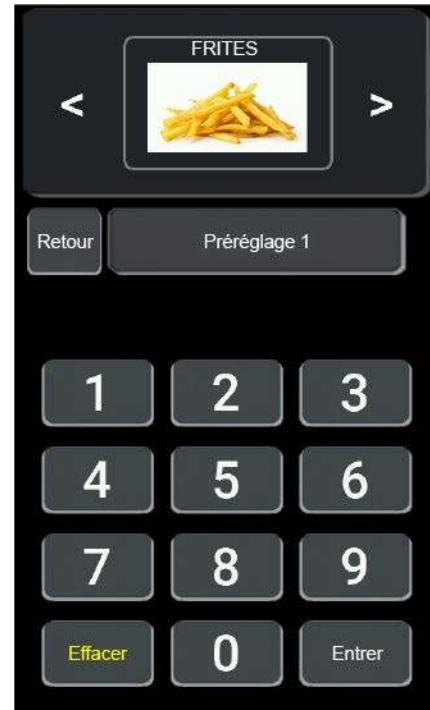 FRITES
< >
Retour Préréglage 1
1 2 3
4 5 6
7 8 9
Effacer 0 Entrer